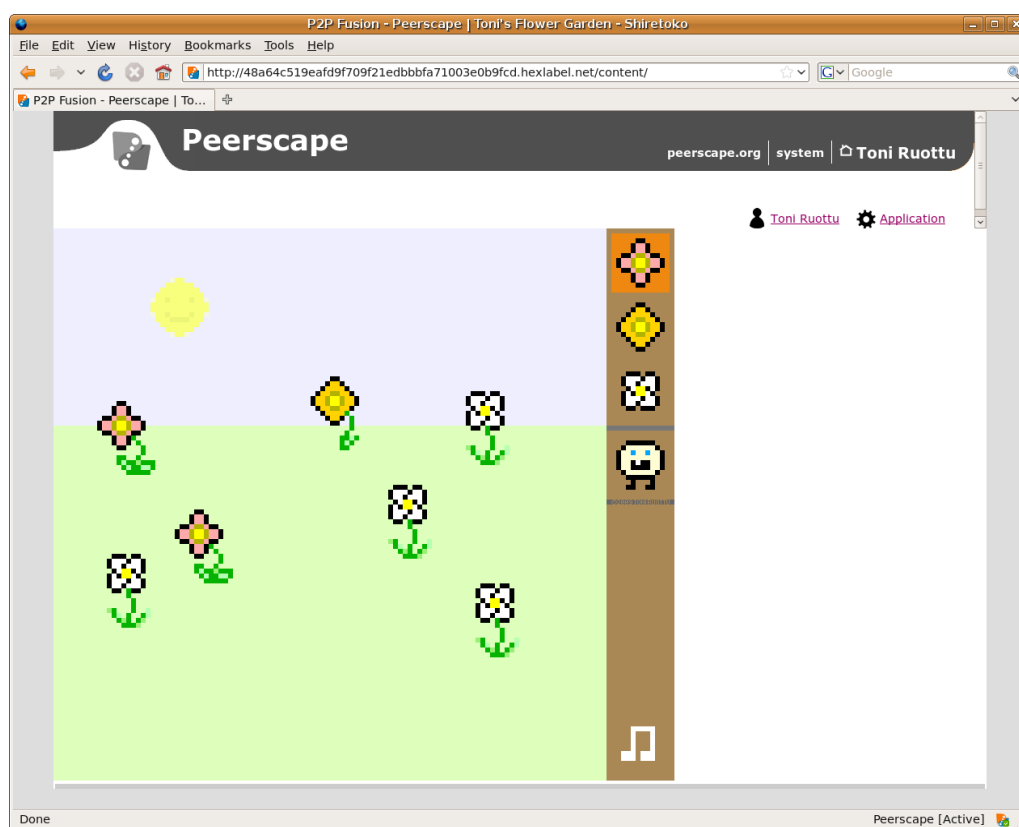 P2P Fusion - Peerscape | Toni's Flower Garden - Shiretoko
File Edit View History Bookmarks Tools Help
http://48a64c519eafd9f709f21edbbbfa71003e0b9fcd.hexlabel.net/content/
Google
P2P Fusion - Peerscape | To...
Peerscape
peerscape.org system Toni Ruottu
Toni Ruottu Application
Done
Peerscape [Active]